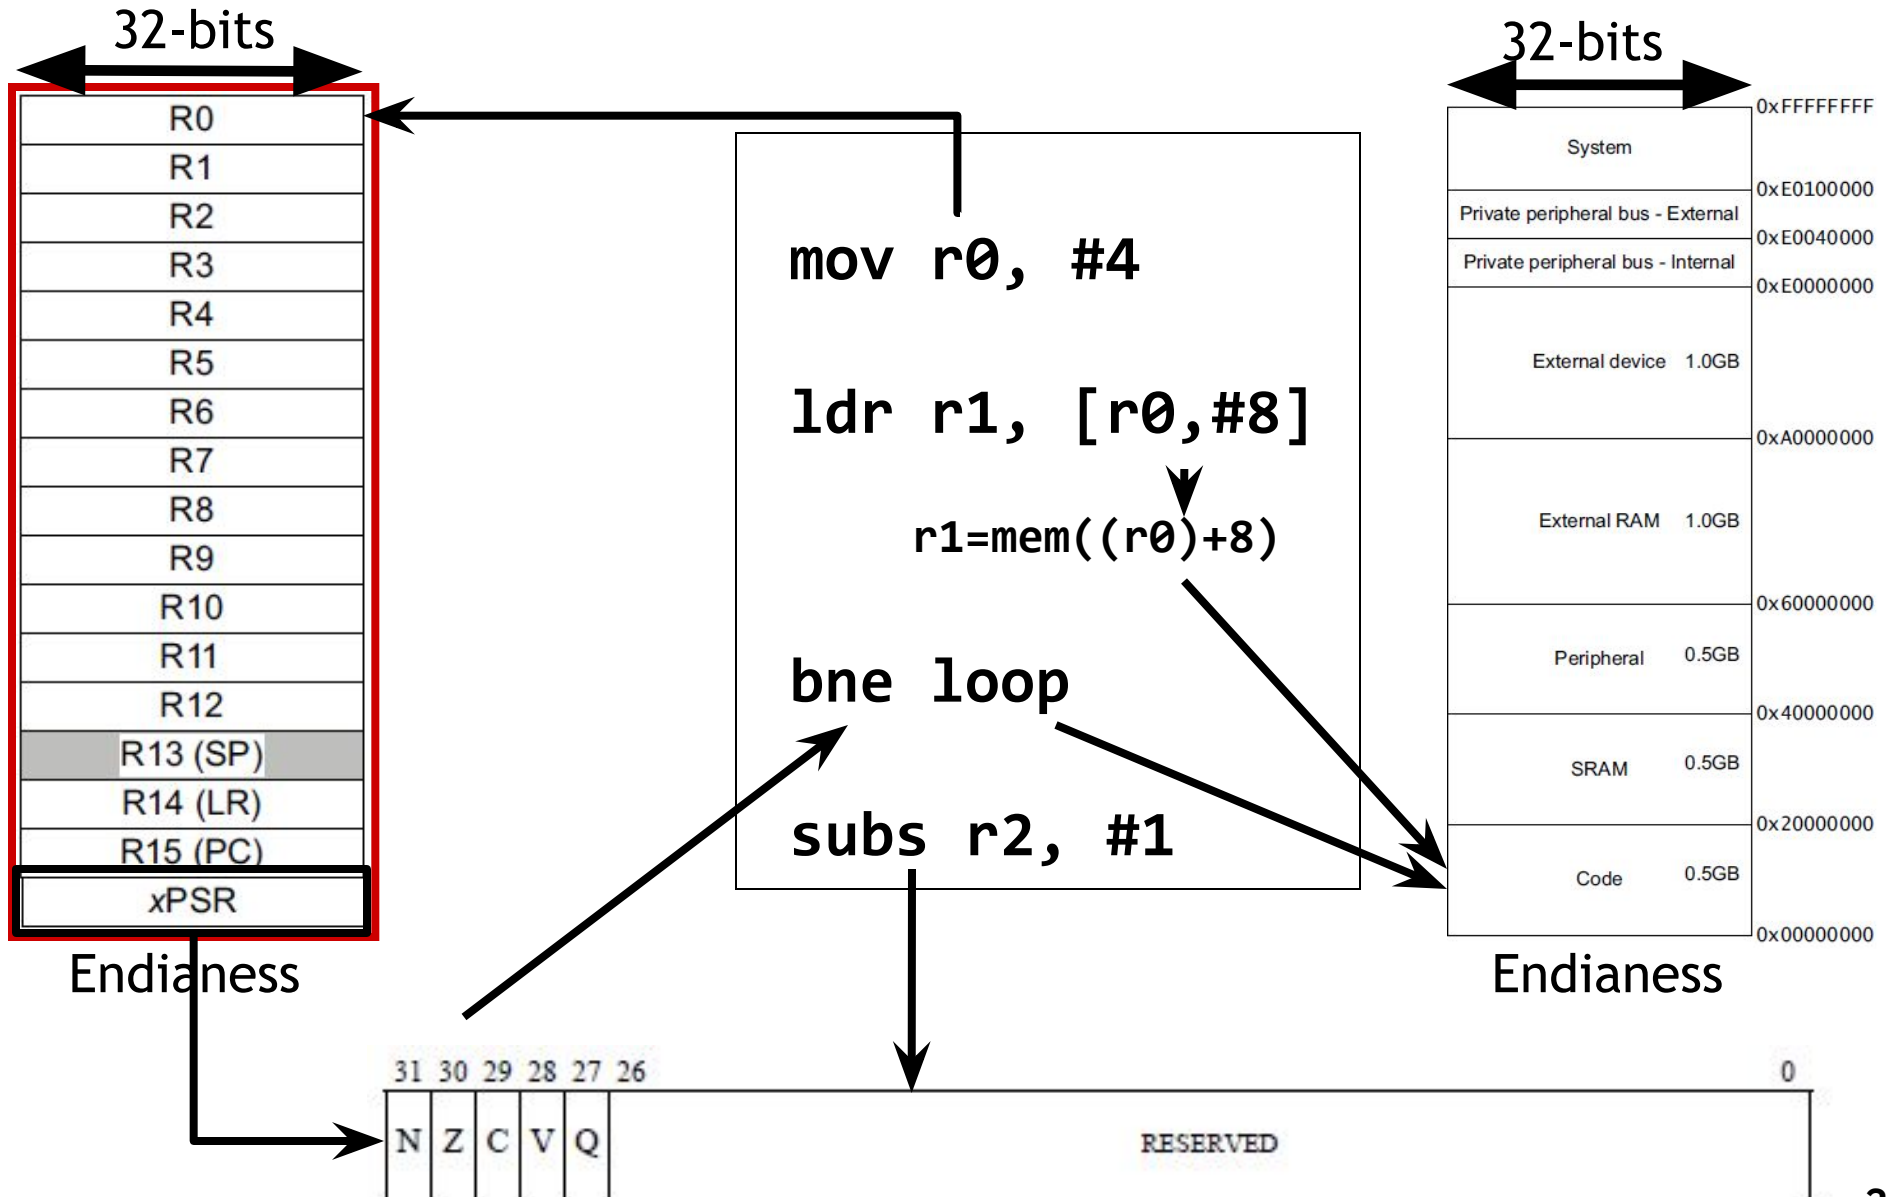 32-bits
R0
R1
R2
R3
R4
R5
R6
R7
R8
R9
R10
R11
R12
R13 (SP)
R14 (LR)
R15 (PC)
xPSR
Endianess
mov r0, #4
ldr r1, [r0,#8]
r1=mem((r0)+8)
bne loop
subs r2, #1
32-bits
0xFFFFFFFF
System
0xE0100000
Private peripheral bus - External
0xE0040000
Private peripheral bus - Internal
0xE0000000
External device 1.0GB
0xA0000000
External RAM 1.0GB
0x60000000
Peripheral 0.5GB
0x40000000
SRAM 0.5GB
0x20000000
Code 0.5GB
0x00000000
Endianess
31 30 29 28 27 26 0
N Z C V Q RESERVED